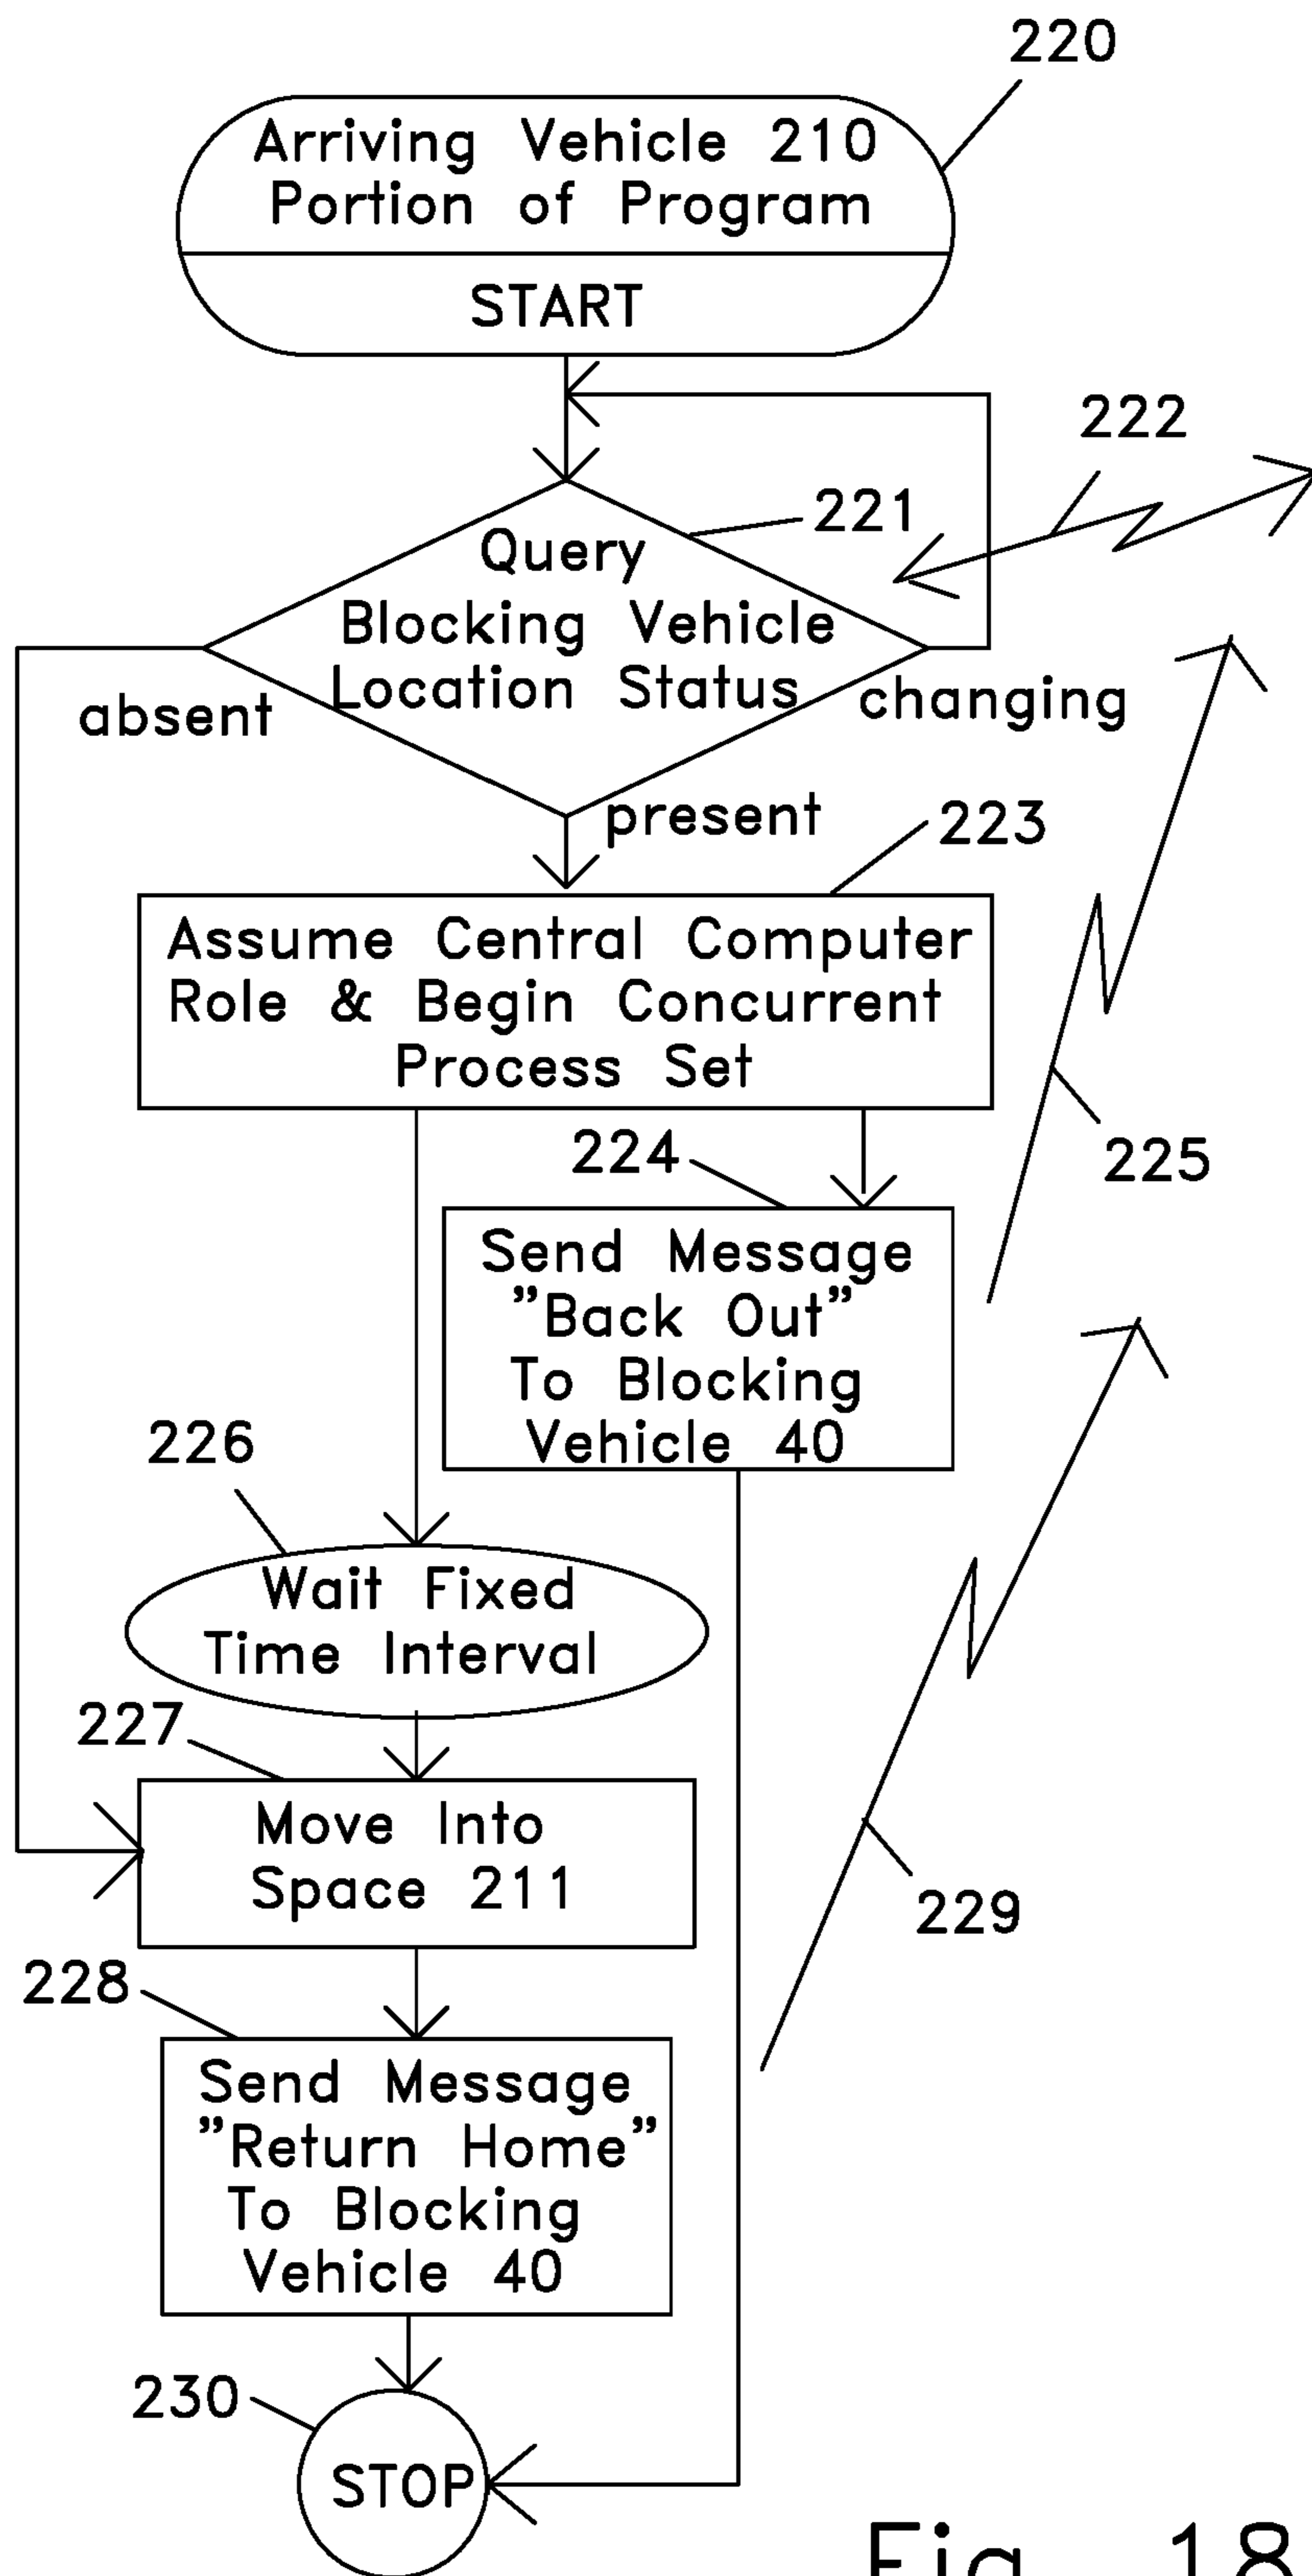 220
Arriving Vehicle 210
Portion of Program
START
222
221
Query
Blocking Vehicle
Location Status
absent
changing
present
223
Assume Central Computer
Role & Begin Concurrent
Process Set
224
225
Send Message
”Back Out”
To Blocking
Vehicle 40
226
Wait Fixed
Time Interval
227
Move Into
Space 211
229
228
Send Message
”Return Home”
To Blocking
Vehicle 40
230
STOP
Fig. 18